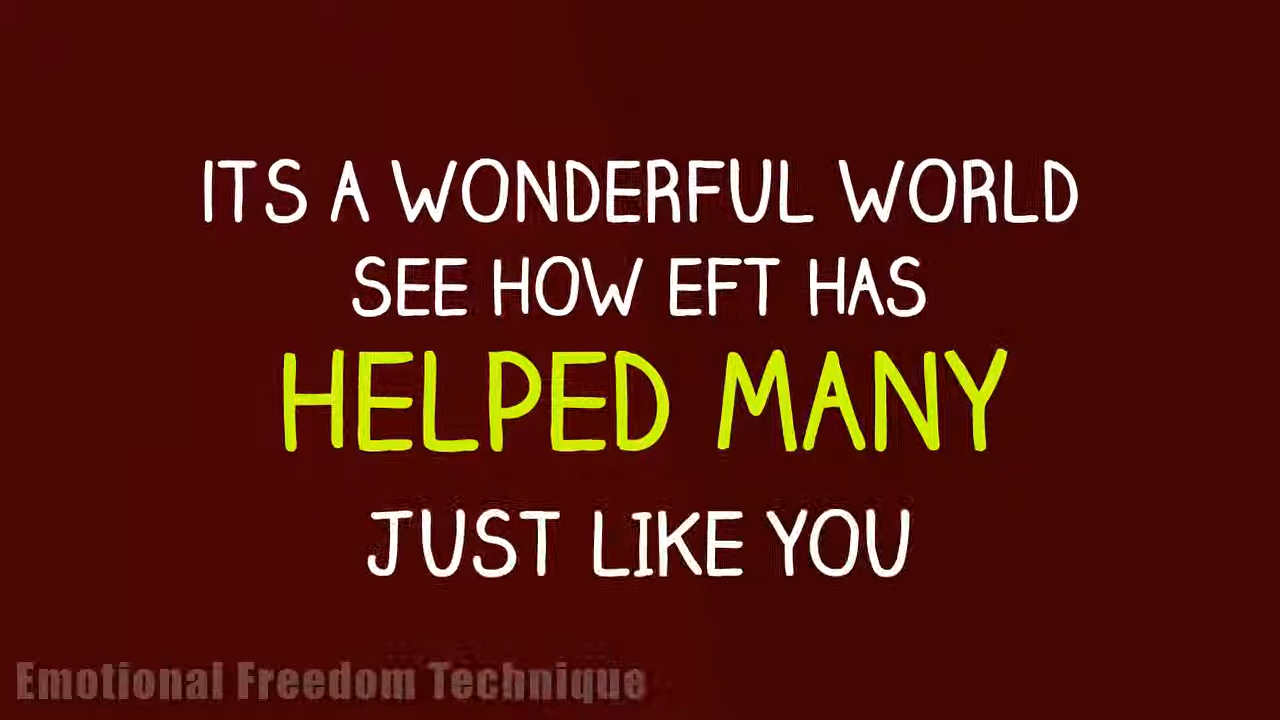 ITS A WONDERFUL WORLD
SEE HOW EFT HAS
HELPED MANY
JUST LIKE YOU
Emotional Freedom Technique